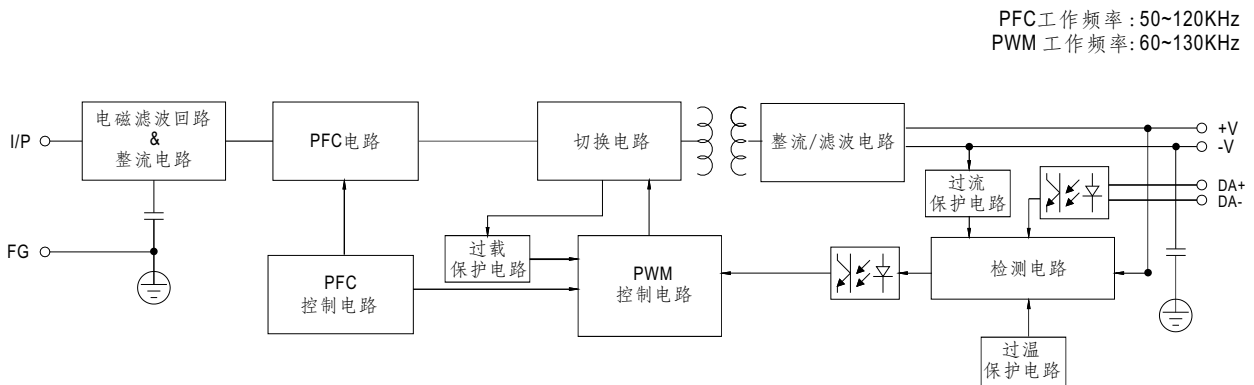 PFC工作频率:50~120KHz
PWM 工作频率:60~130KHz
I/P
电磁滤波回路
&
整流电路
PFC电路
切换电路
整流/滤波电路
+V
-V
过流
保护电路
DA+
DA-
FG
过载
保护电路
PFC
控制电路
PWM
控制电路
检测电路
过温
保护电路